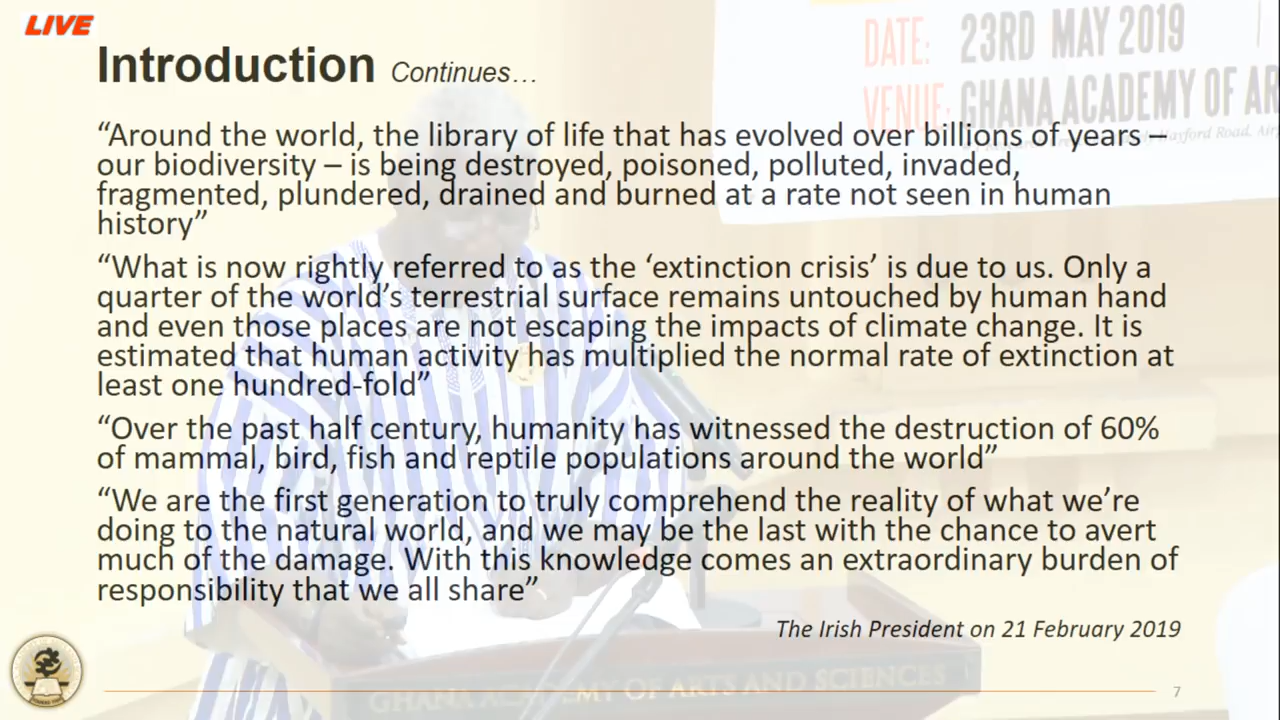 LIVE
Introduction Continues…
DATE: 23RD MAY 2019
VENUE: GHANA ACADEMY OF AR
“Around the world, the library of life that has evolved over billions of years –
our biodiversity – is being destroyed, poisoned, polluted, invaded,
fragmented, plundered, drained and burned at a rate not seen in human
history”
“What is now rightly referred to as the ‘extinction crisis’ is due to us. Only a
quarter of the world’s terrestrial surface remains untouched by human hand
and even those places are not escaping the impacts of climate change. It is
estimated that human activity has multiplied the normal rate of extinction at
least one hundred-fold”
“Over the past half century, humanity has witnessed the destruction of 60%
of mammal, bird, fish and reptile populations around the world”
“We are the first generation to truly comprehend the reality of what we’re
doing to the natural world, and we may be the last with the chance to avert
much of the damage. With this knowledge comes an extraordinary burden of
responsibility that we all share”
The Irish President on 21 February 2019
GHANA ACADEMY OF ARTS AND SCIENCES
7